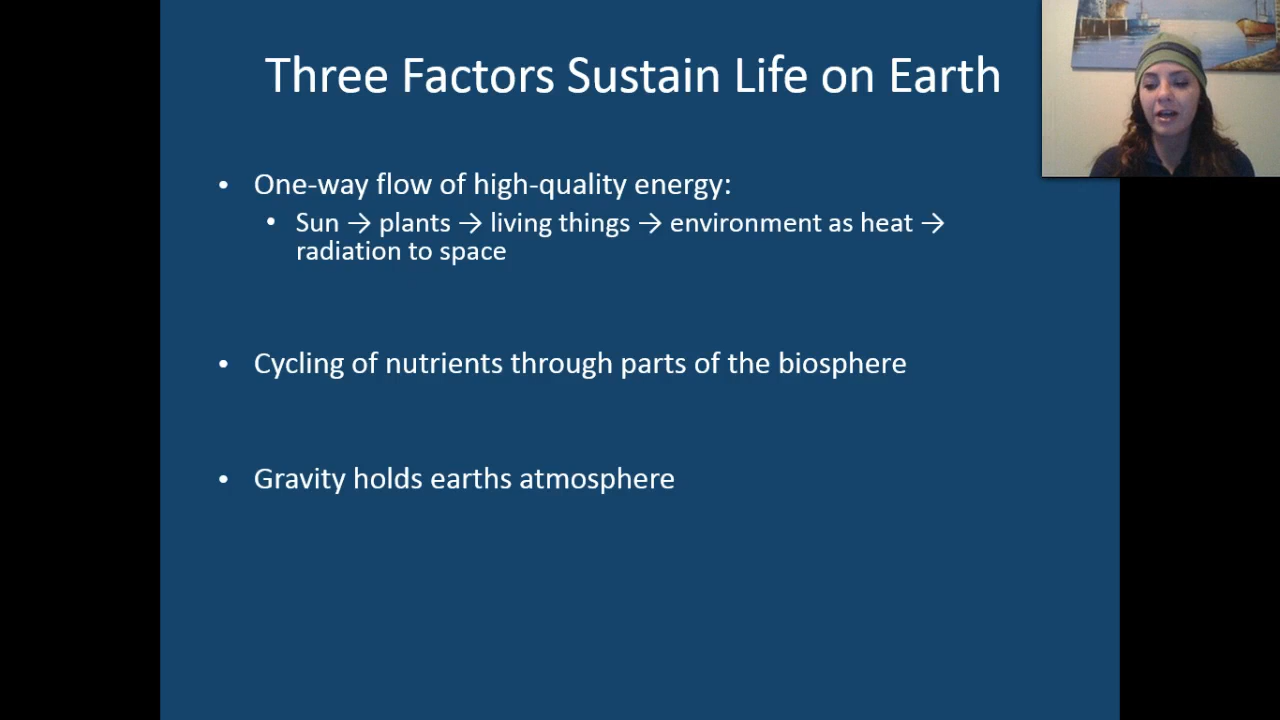 Three Factors Sustain Life on Earth
• One-way flow of high-quality energy:
• Sun → plants → living things → environment as heat →
radiation to space
• Cycling of nutrients through parts of the biosphere
• Gravity holds earths atmosphere